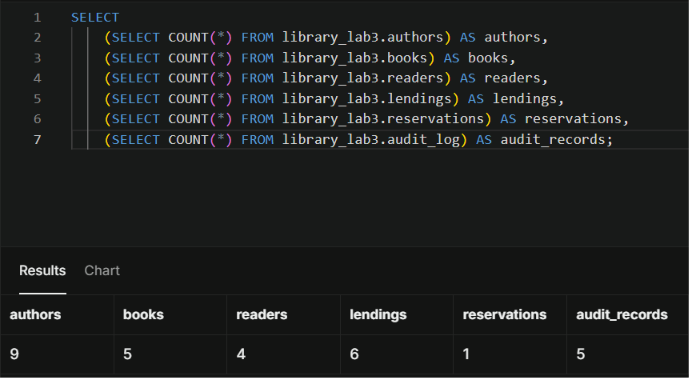 1 SELECT
2 (SELECT COUNT(*) FROM library_lab3.authors) AS authors,
3 (SELECT COUNT(*) FROM library_lab3.books) AS books,
4 (SELECT COUNT(*) FROM library_lab3.readers) AS readers,
5 (SELECT COUNT(*) FROM library_lab3.lendings) AS lendings,
6 (SELECT COUNT(*) FROM library_lab3.reservations) AS reservations,
7 (SELECT COUNT(*) FROM library_lab3.audit_log) AS audit_records;
Results Chart
authors books readers lendings reservations audit_records
9 5 4 6 1 5